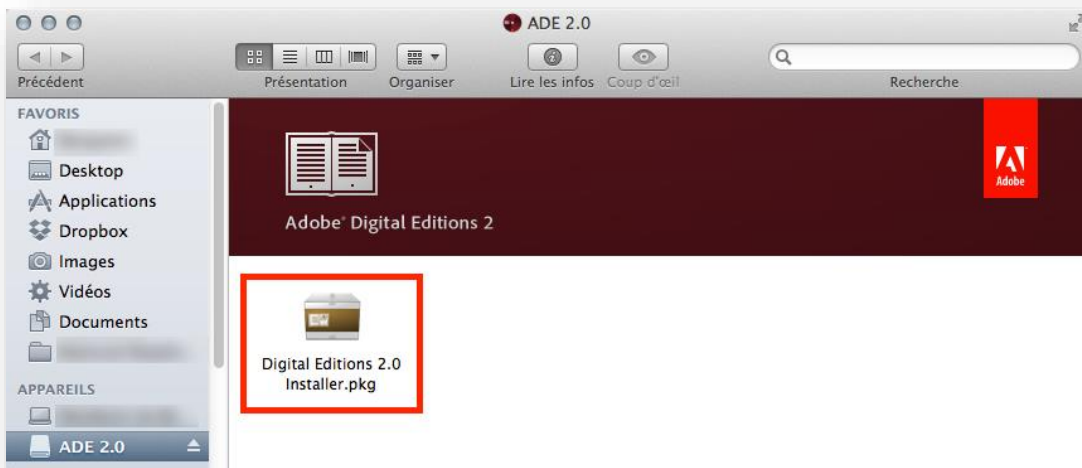 ADE 2.0
Précédent
Présentation
Organiser
Lire les infos
Coup d'œil
Recherche
FAVORIS
Desktop
Applications
Dropbox
Images
Vidéos
Documents
APPAREILS
ADE 2.0
Adobe® Digital Editions 2
Adobe
Digital Editions 2.0
Installer.pkg